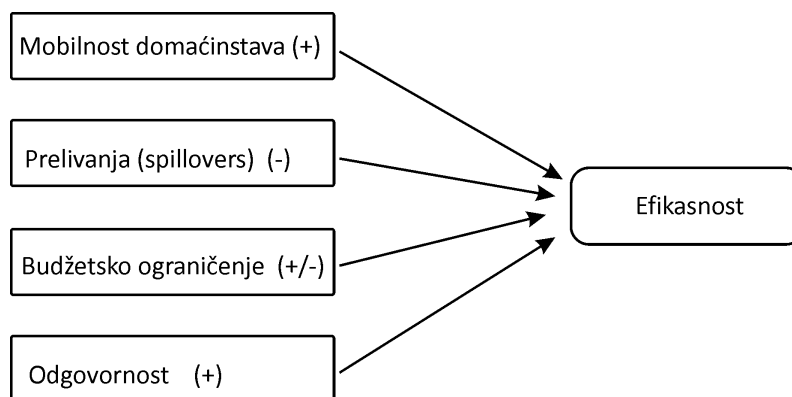 Mobilnost domaćinstava (+)
Prelivanja (spillovers) (-)
Efikasnost
Budžetsko ograničenje (+/-)
Odgovornost (+)